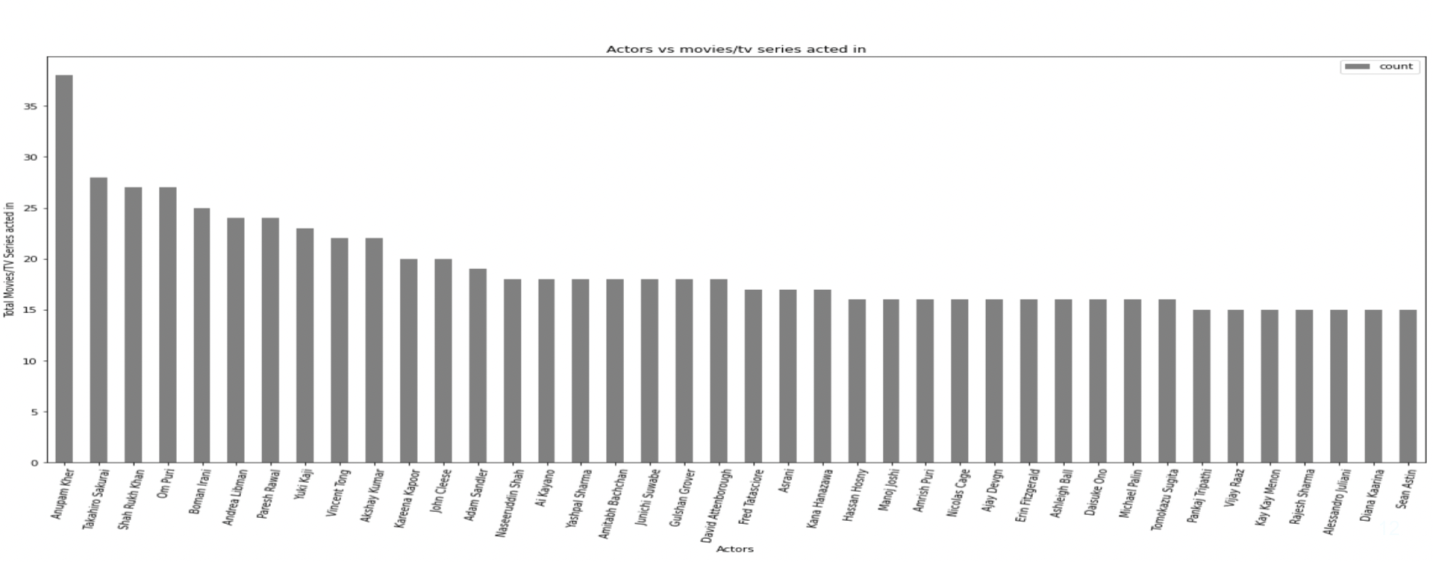 Actors vs movies/tv series acted in
count
Total Movies/TV Series acted in
35
30
25
20
15
10
5
0
Anupam Kher
Takahiro Sakurai
Shah Rukh Khan
Om Puri
Boman Irani
Andrea Libman
Paresh Rawal
Yuki Kaji
Vincent Tong
Akshay Kumar
Kareena Kapoor
John Cleese
Adam Sandler
Naseeruddin Shah
Ai Kayano
Yashpal Sharma
Amitabh Bachchan
Junichi Suwabe
Gulshan Grover
David Attenborough
Fred Tatasciore
Asrani
Kana Hanazawa
Hassan Hosny
Manoj Joshi
Amrish Puri
Nicolas Cage
Ajay Devgn
Erin Fitzgerald
Ashleigh Ball
Daisuke Ono
Michael Palin
Tomokazu Sugita
Pankaj Tripathi
Vijay Raaz
Kay Kay Menon
Rajesh Sharma
Alessandro Juliani
Diana Kaarina
Sean Astin
Actors